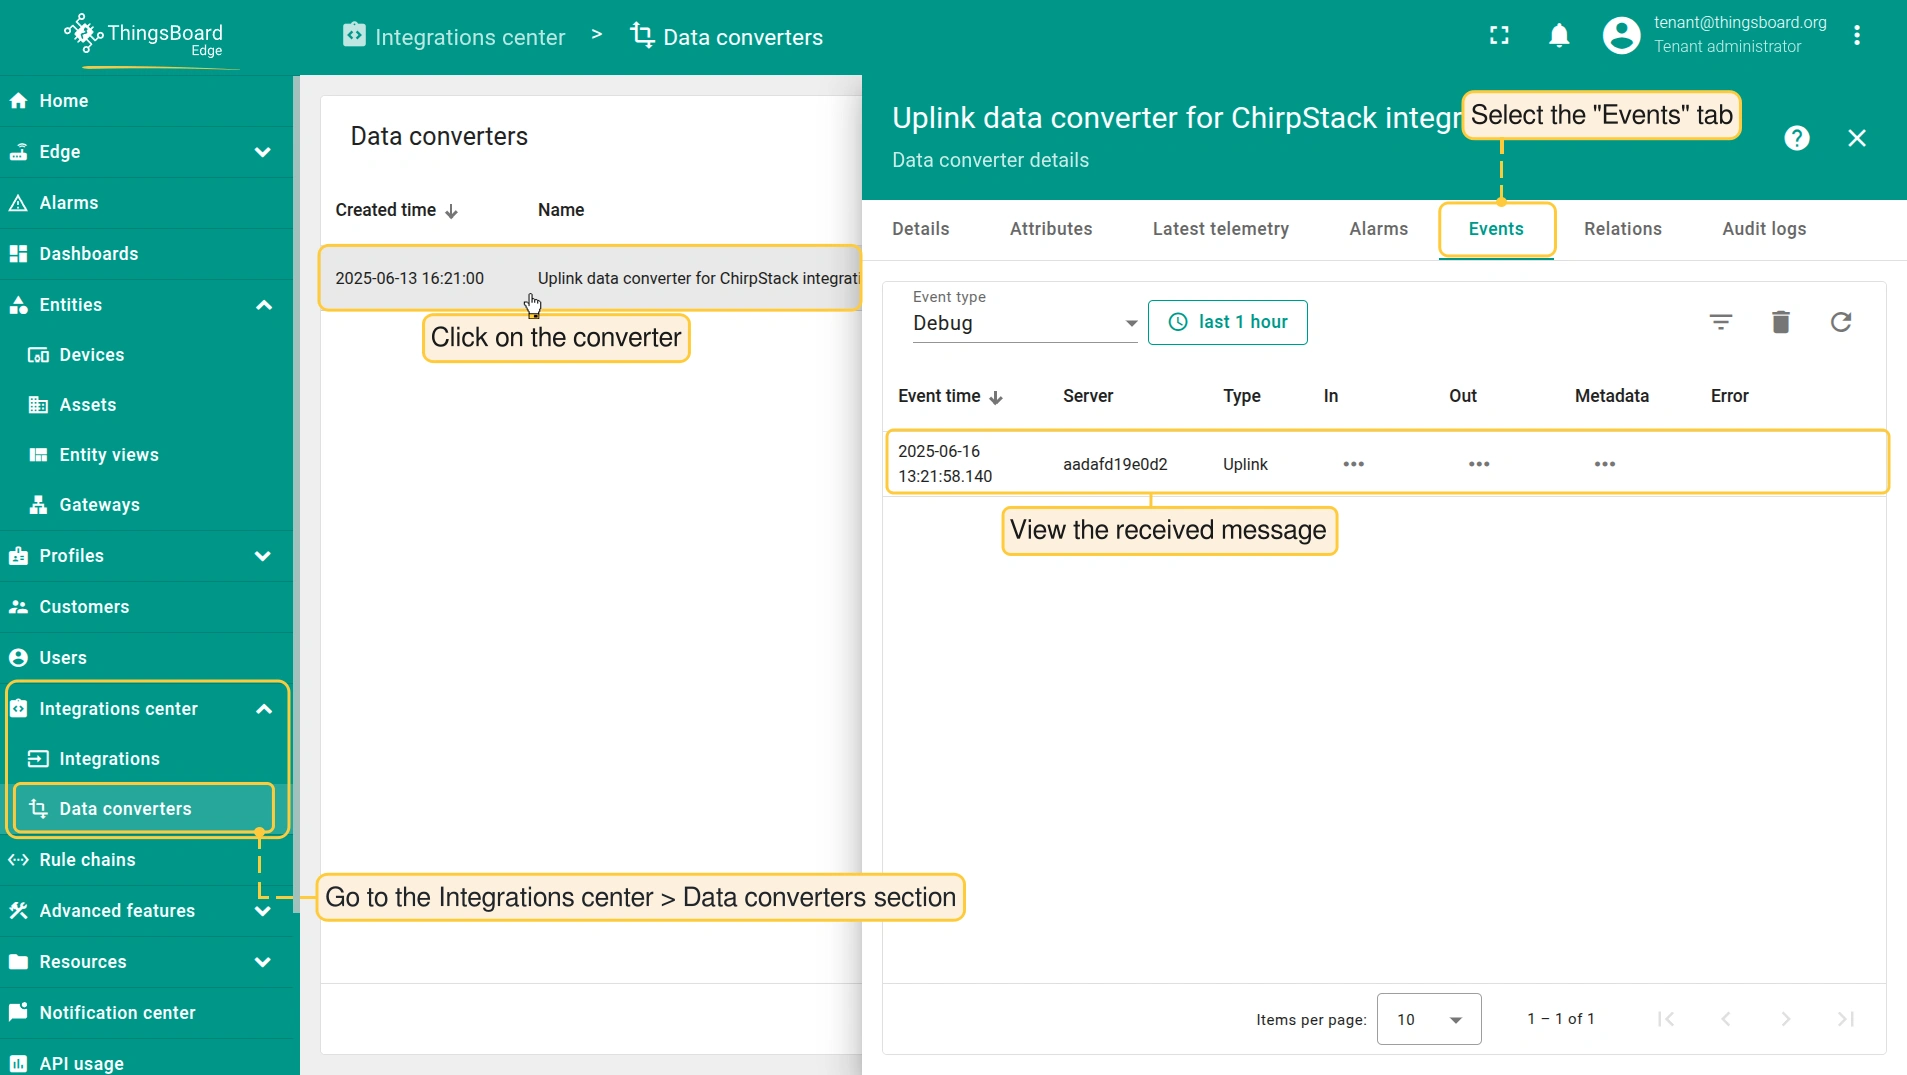 ThingsBoard
Edge
Integrations center > Data converters
tenant@thingsboard.org
Tenant administrator
Home
Edge
Alarms
Dashboards
Entities
Devices
Assets
Entity views
Gateways
Profiles
Customers
Users
Integrations center
Integrations
Data converters
Rule chains
Advanced features
Resources
Notification center
API usage
Data converters
Created time Name
2025-06-13 16:21:00 Uplink data converter for ChirpStack integrati
Click on the converter
Go to the Integrations center > Data converters section
Uplink data converter for ChirpStack integr
Select the "Events" tab
Data converter details
Details Attributes Latest telemetry Alarms Events Relations Audit logs
Event type
Debug
last 1 hour
Event time Server Type In Out Metadata Error
2025-06-16
13:21:58.140
aadafd19e0d2 Uplink ••• ••• •••
View the received message
Items per page: 10 1 – 1 of 1